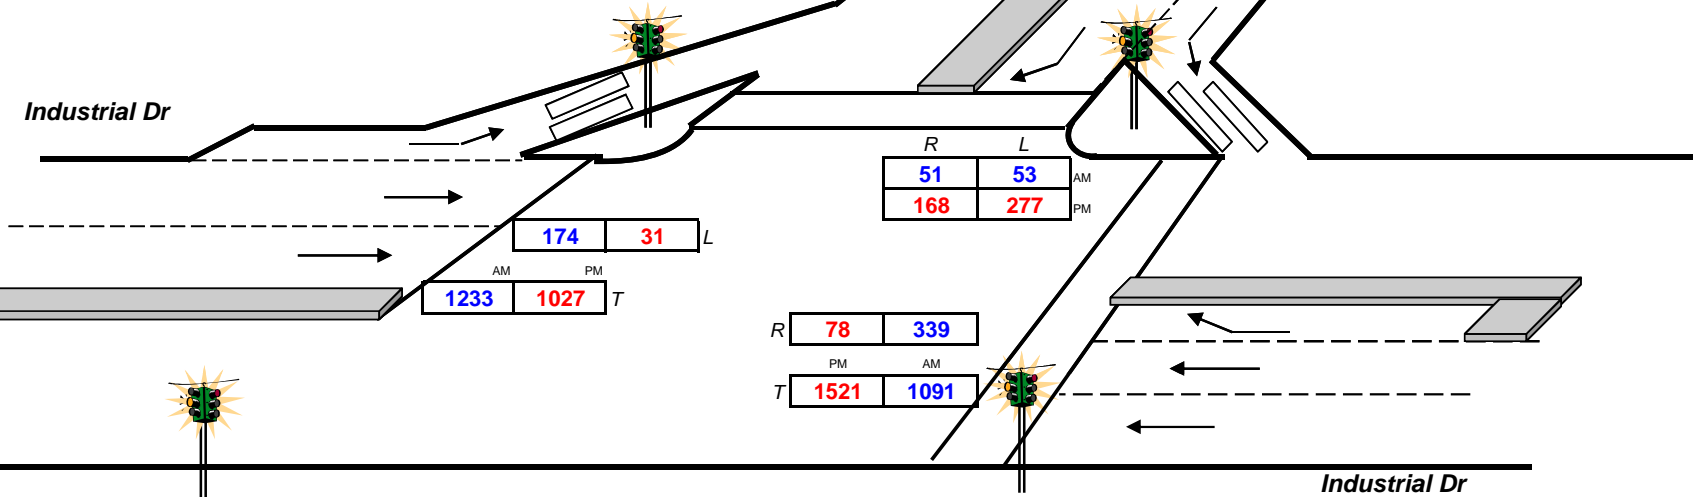 Industrial Dr
R L
51 53 AM
168 277 PM
174 31 L
AM PM
1233 1027 T
R 78 339
PM AM
T 1521 1091
Industrial Dr